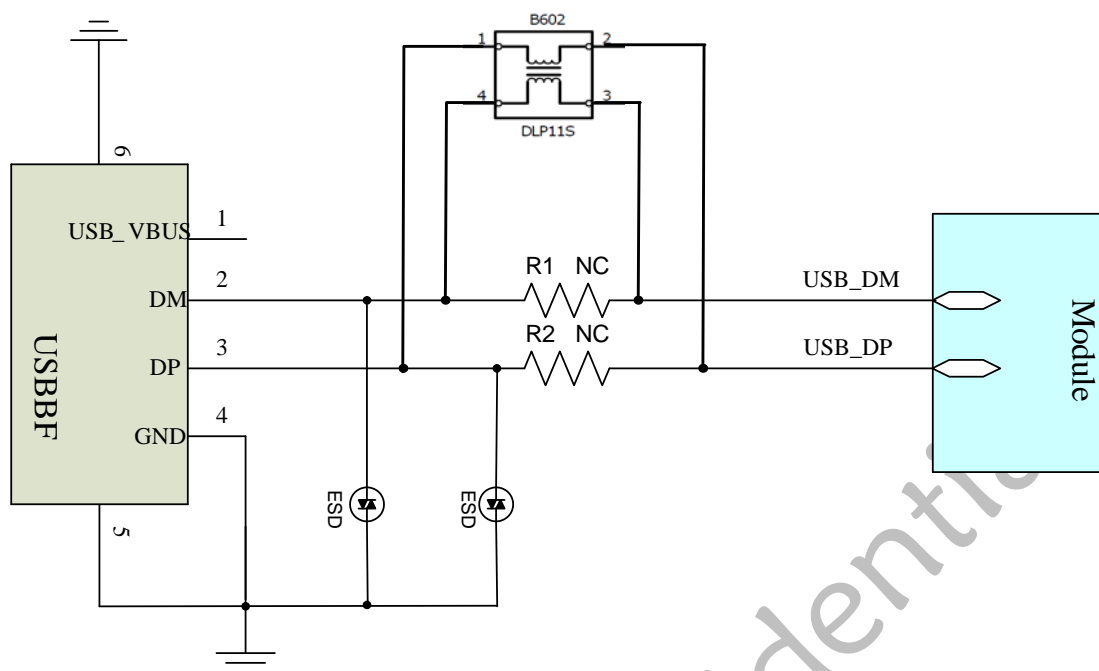 B602
1
2
4
3
DLP11S
6
USB_VBUS
1
R1 NC
USB_DM
DM
2
R2 NC
USB_DP
DP
3
USBBF
Module
GND
4
ESD
ESD
5